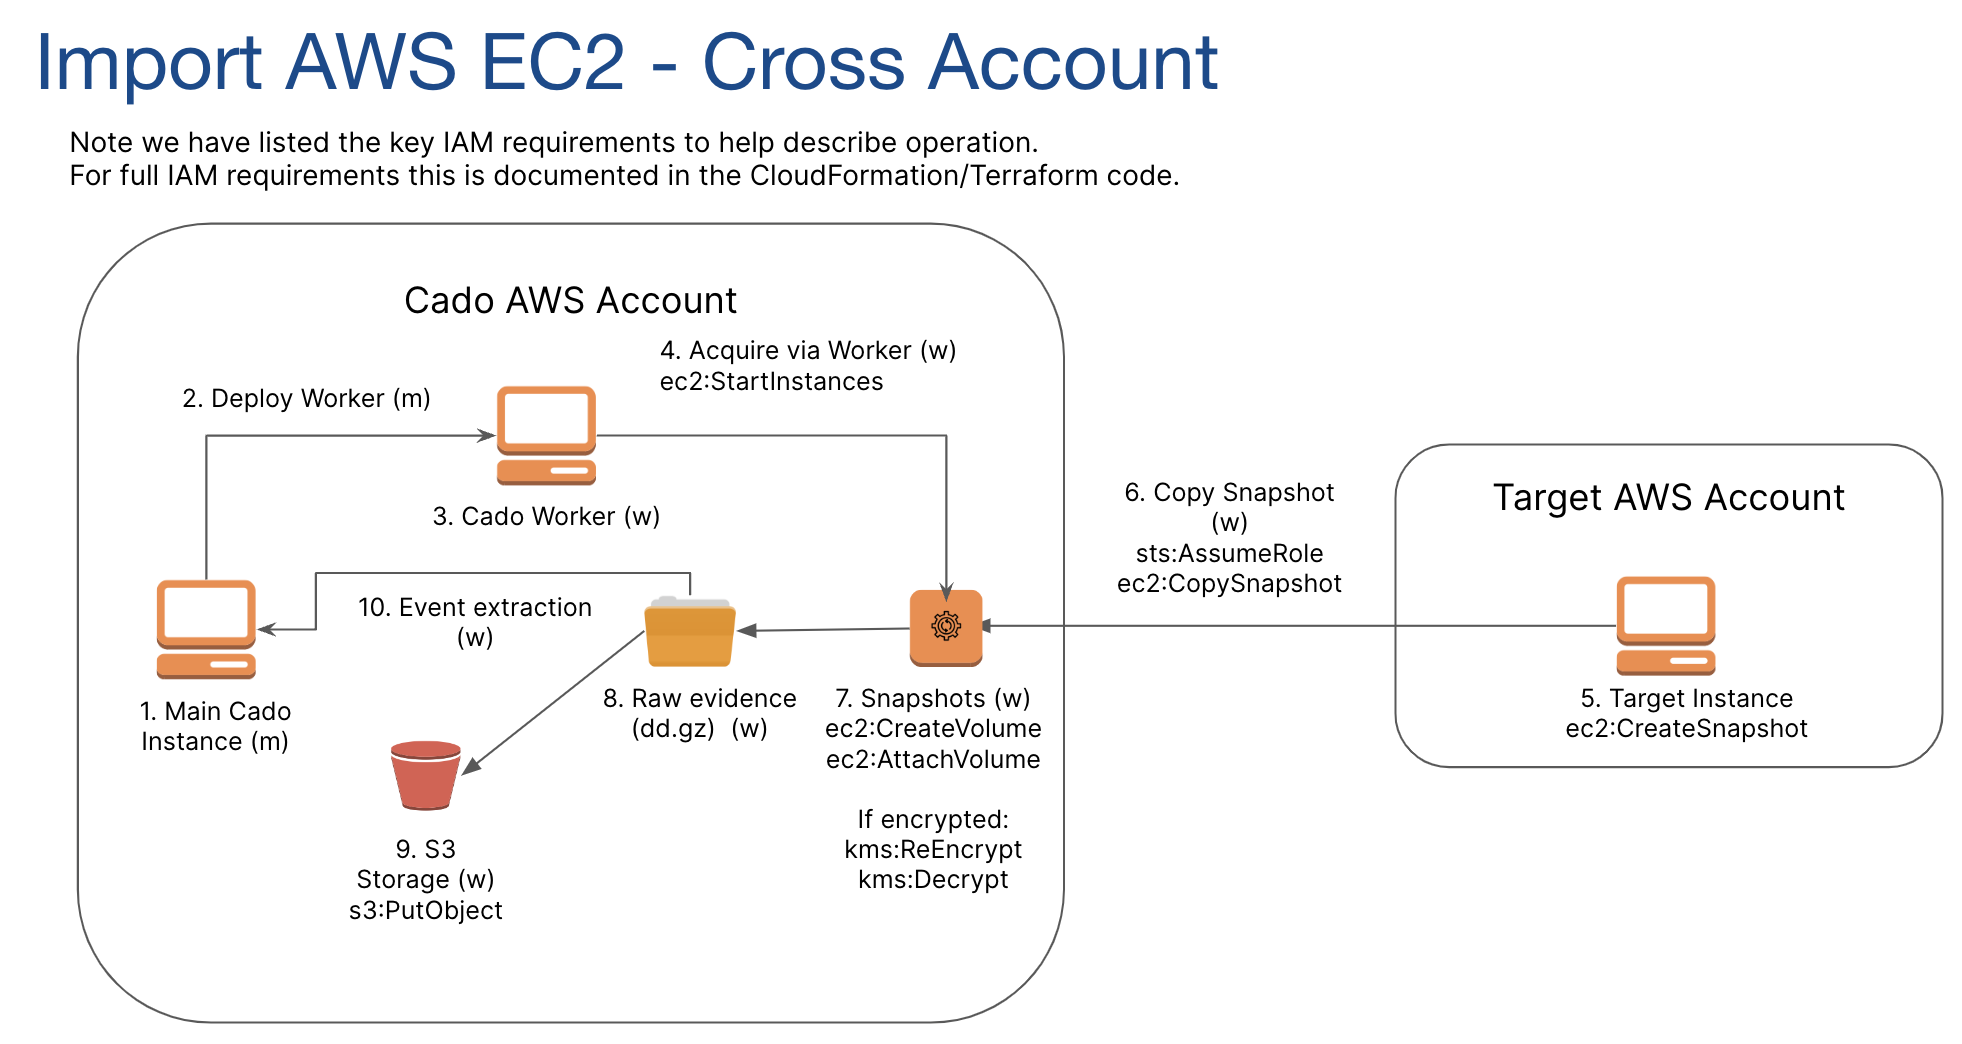 Import AWS EC2 - Cross Account
Note we have listed the key IAM requirements to help describe operation.
For full IAM requirements this is documented in the CloudFormation/Terraform code.
Cado AWS Account
4. Acquire via Worker (w)
ec2:StartInstances
2. Deploy Worker (m)
3. Cado Worker (w)
6. Copy Snapshot
(w)
sts:AssumeRole
ec2:CopySnapshot
Target AWS Account
10. Event extraction
(w)
1. Main Cado
Instance (m)
8. Raw evidence
(dd.gz)  (w)
7. Snapshots (w)
ec2:CreateVolume
ec2:AttachVolume
If encrypted:
kms:ReEncrypt
kms:Decrypt
5. Target Instance
ec2:CreateSnapshot
9. S3
Storage (w)
s3:PutObject